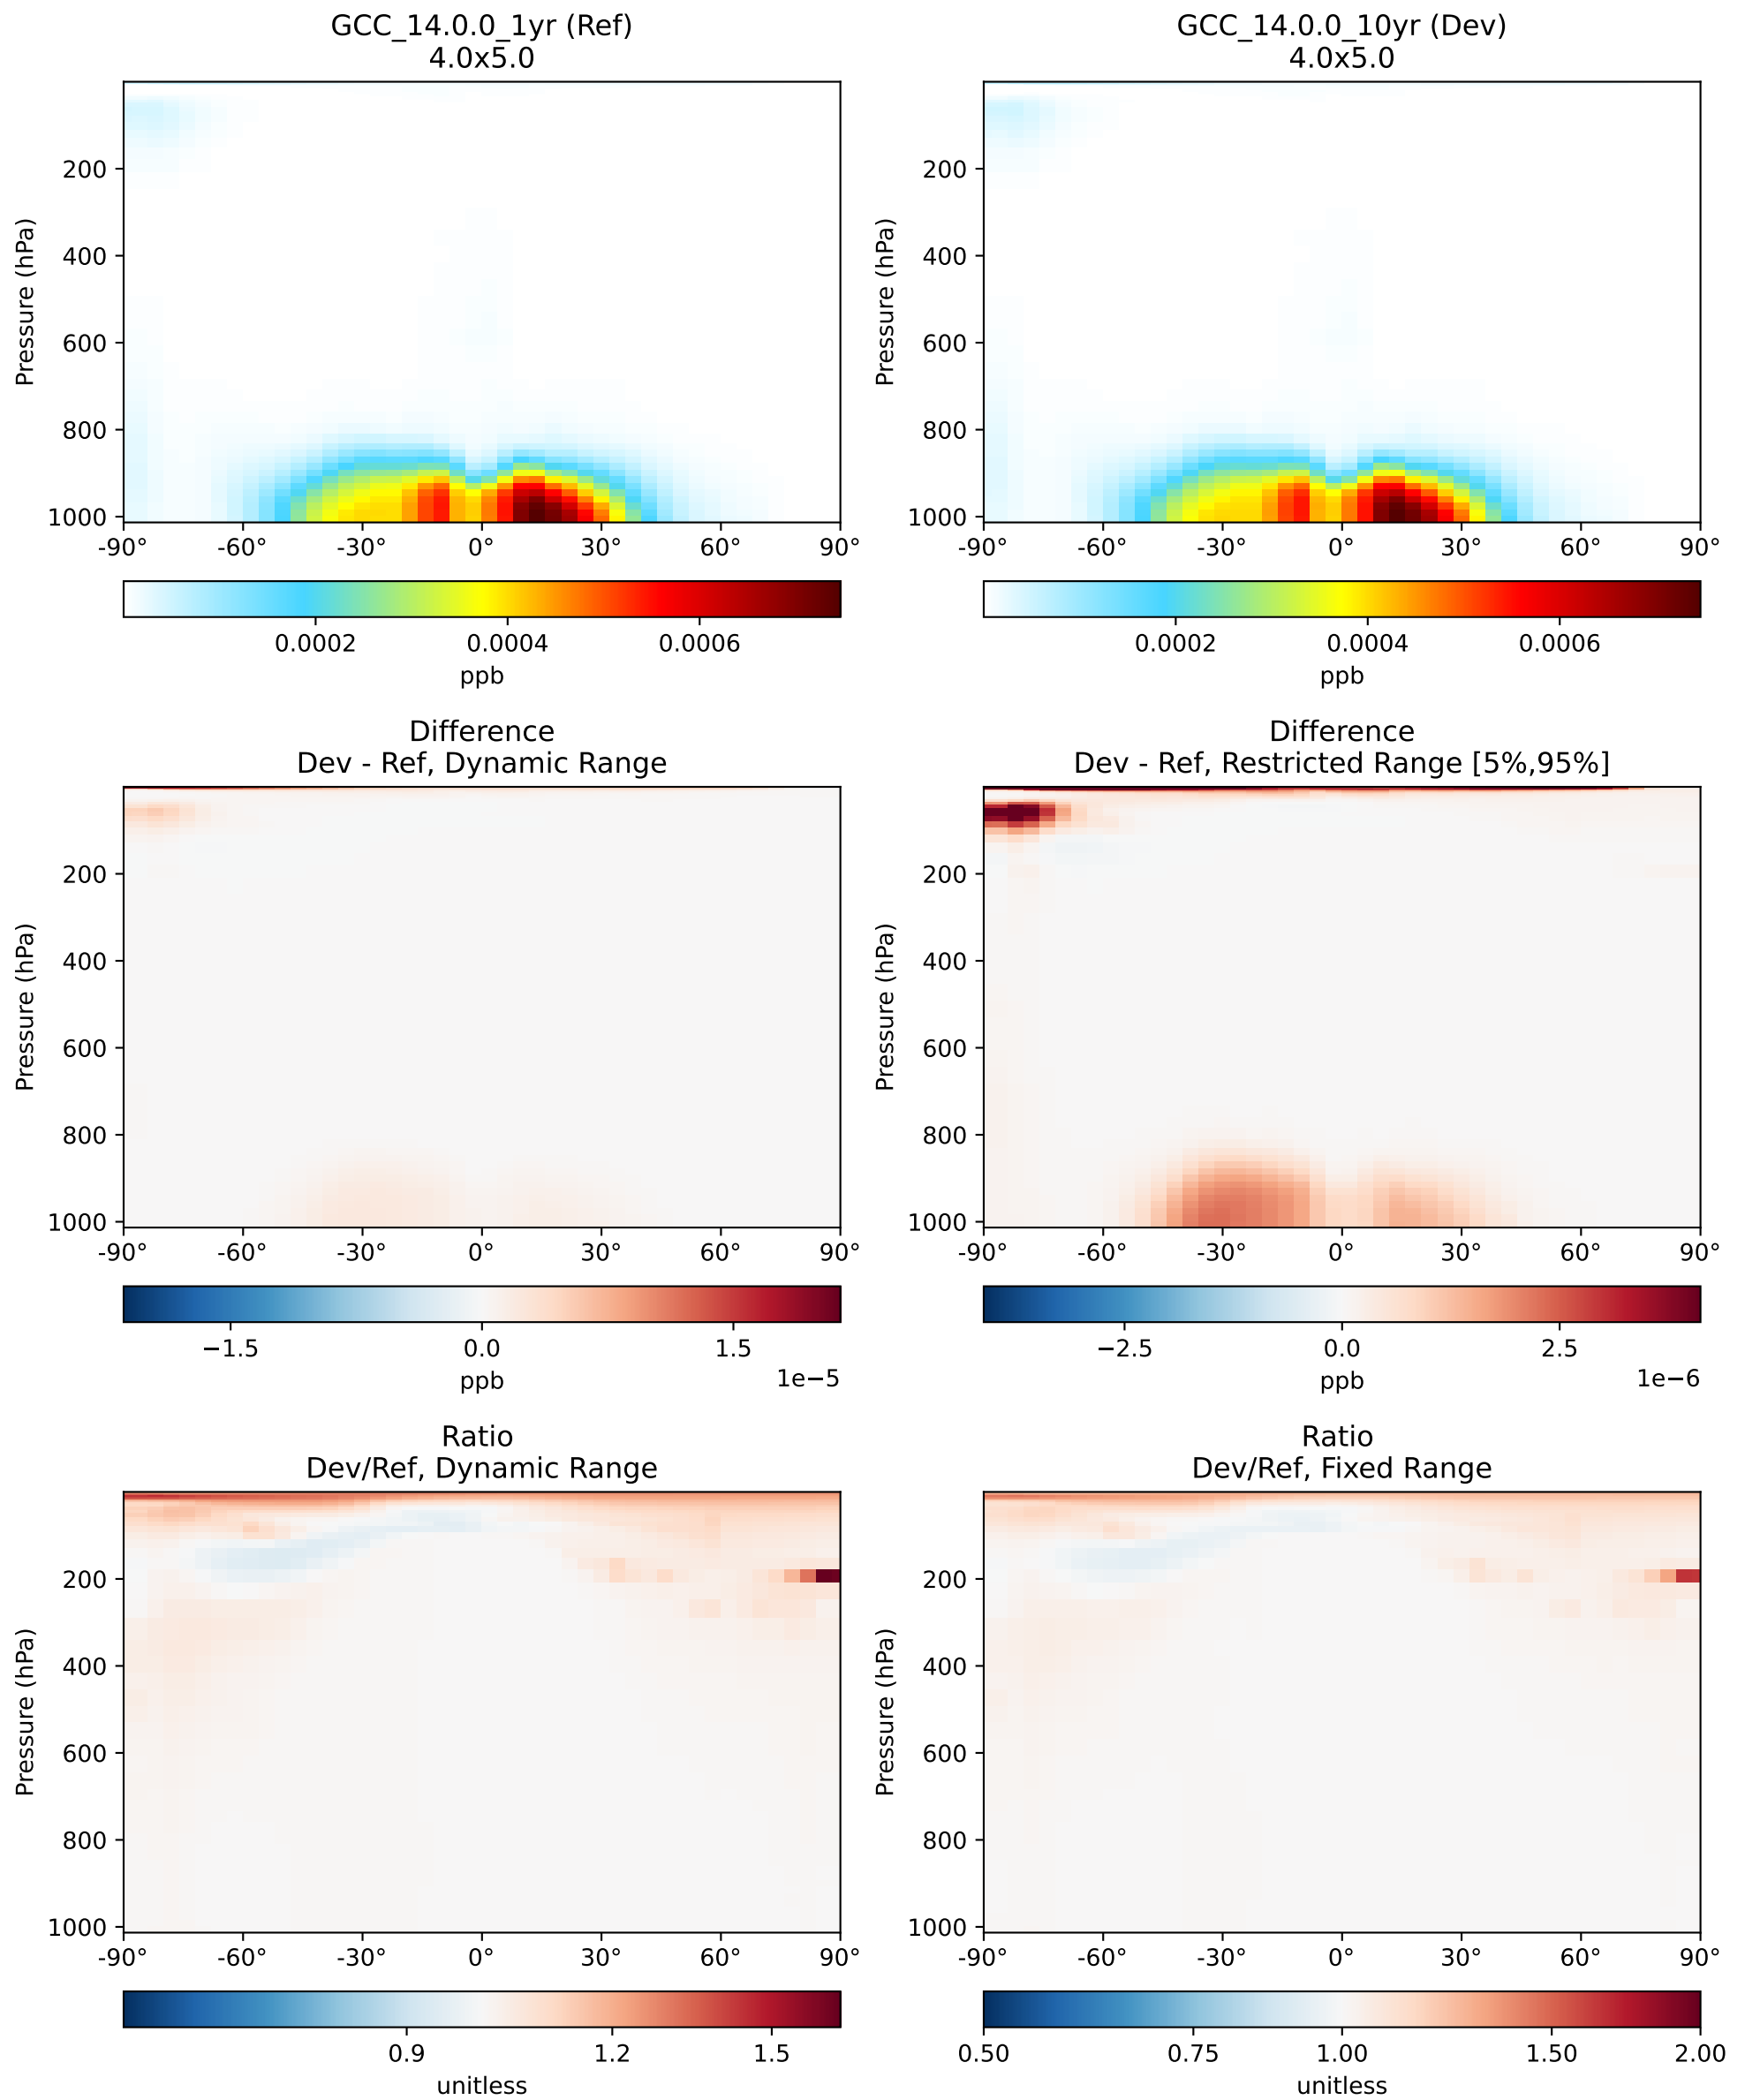 GCC_14.0.0_1yr (Ref)
4.0x5.0
Pressure (hPa)
200
400
600
800
1000
-90° -60° -30° 0° 30° 60° 90°
0.0002 0.0004 0.0006
ppb
GCC_14.0.0_10yr (Dev)
4.0x5.0
Pressure (hPa)
200
400
600
800
1000
-90° -60° -30° 0° 30° 60° 90°
0.0002 0.0004 0.0006
ppb
Difference
Dev - Ref, Dynamic Range
Pressure (hPa)
200
400
600
800
1000
-90° -60° -30° 0° 30° 60° 90°
−1.5 0.0 1.5
ppb 1e−5
Difference
Dev - Ref, Restricted Range [5%,95%]
Pressure (hPa)
200
400
600
800
1000
-90° -60° -30° 0° 30° 60° 90°
−2.5 0.0 2.5
ppb 1e−6
Ratio
Dev/Ref, Dynamic Range
Pressure (hPa)
200
400
600
800
1000
-90° -60° -30° 0° 30° 60° 90°
0.9 1.2 1.5
unitless
Ratio
Dev/Ref, Fixed Range
Pressure (hPa)
200
400
600
800
1000
-90° -60° -30° 0° 30° 60° 90°
0.50 0.75 1.00 1.50 2.00
unitless